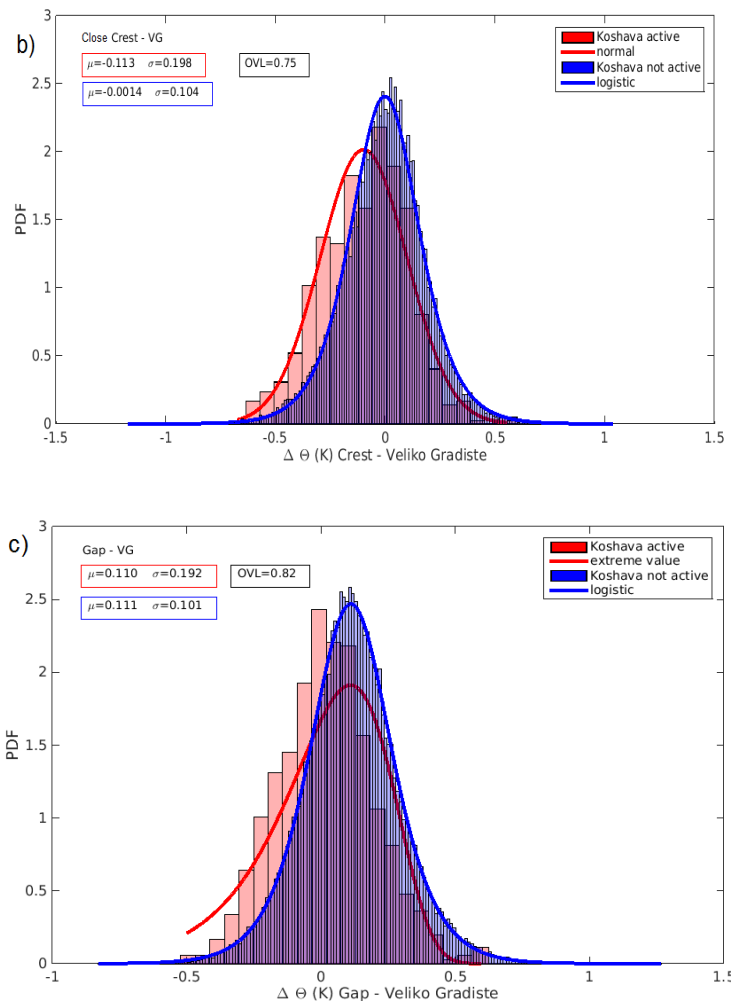 b)
3
2.5
2
1.5
1
0.5
0
PDF
Close Crest - VG
μ=-0.113 σ=0.198
OVL=0.75
μ=-0.0014 σ=0.104
Koshava active
normal
Koshava not active
logistic
-1.5 -1 -0.5 0 0.5 1 1.5
Δ Θ (K) Crest - Veliko Gradiste
c)
3
2.5
2
1.5
1
0.5
0
PDF
Gap - VG
μ=0.110 σ=0.192
OVL=0.82
μ=0.111 σ=0.101
Koshava active
extreme value
Koshava not active
logistic
-1 -0.5 0 0.5 1 1.5
Δ Θ (K) Gap - Veliko Gradiste